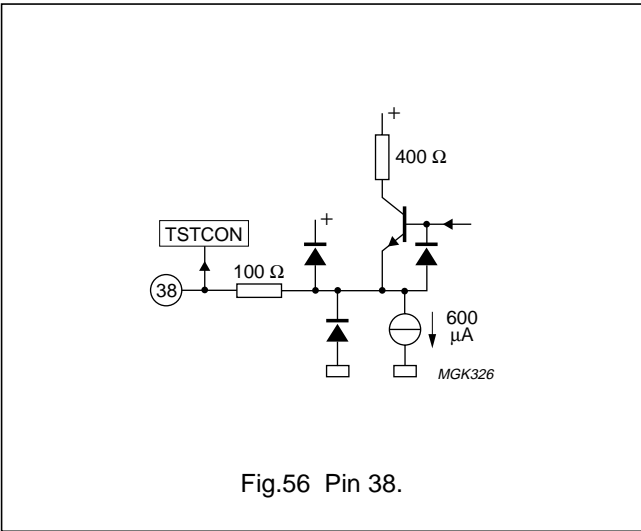 +
400 Ω
+
TSTCON
100 Ω
38
600
μA
MGK326
Fig.56 Pin 38.